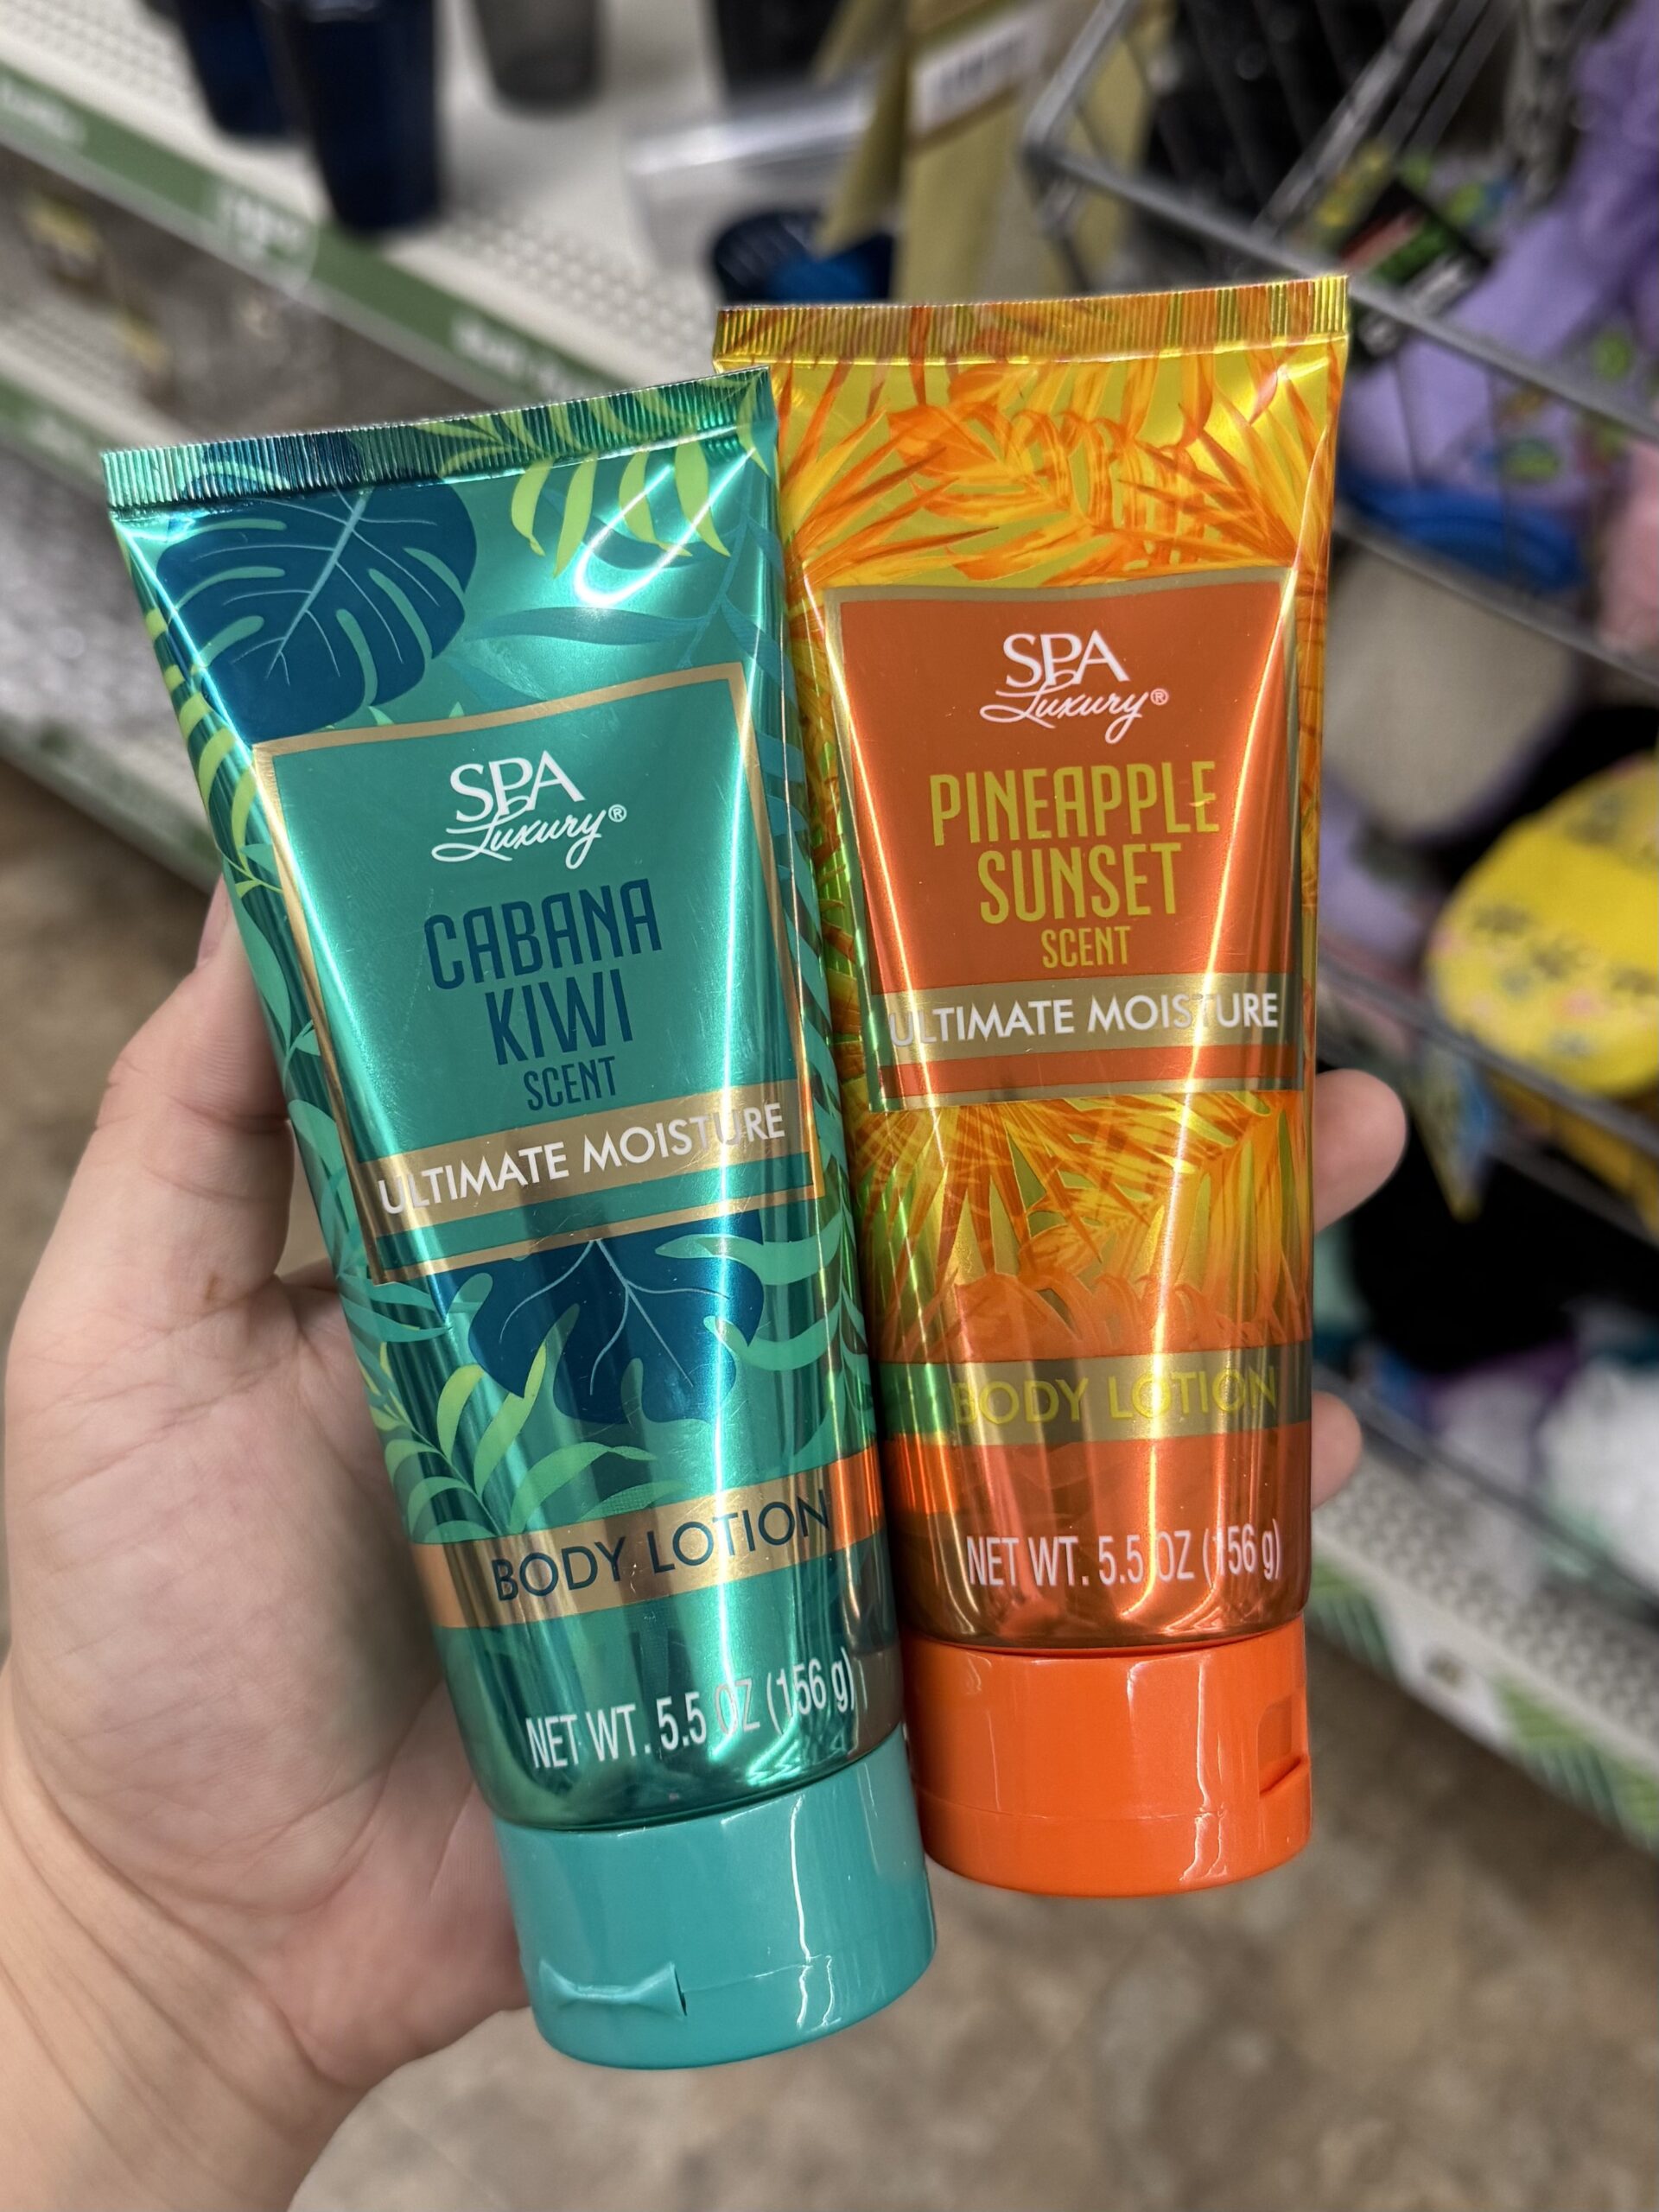 SPA
Luxury®
CABANA
KIWI
SCENT
ULTIMATE MOISTURE
BODY LOTION
NET WT. 5.5 OZ (156 g)
SPA
Luxury®
PINEAPPLE
SUNSET
SCENT
ULTIMATE MOISTURE
BODY LOTION
NET WT. 5.5 OZ (156 g)